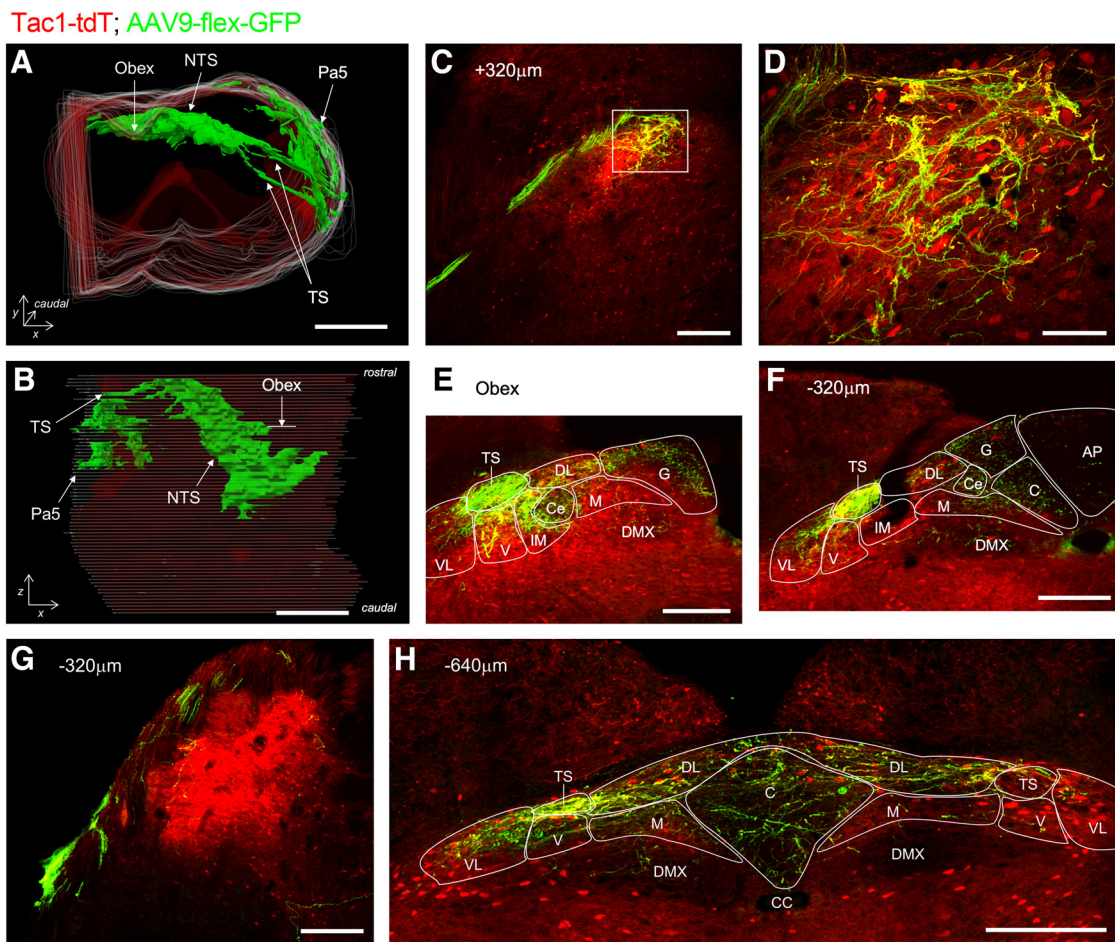 Tac1-tdT; AAV9-flex-GFP
A
Obex
NTS
Pa5
TS
y
caudal
x
B
rostral
Obex
TS
NTS
Pa5
z
x
caudal
C
+320μm
D
E
Obex
TS
DL
G
Ce
M
VL
V
IM
DMX
F
-320μm
TS
DL
G
AP
Ce
C
M
IM
V
VL
DMX
G
-320μm
H
-640μm
TS
DL
C
DL
TS
VL
V
M
M
V
VL
DMX
DMX
CC